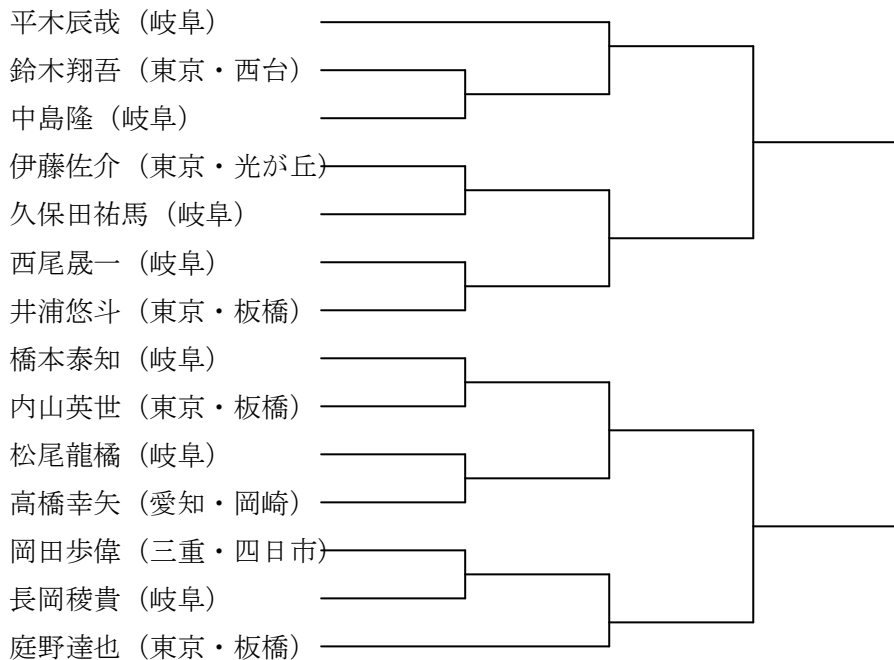 平木辰哉（岐阜）
鈴木翔吾（東京・西台）
中島隆（岐阜）
伊藤佐介（東京・光が丘）
久保田祐馬（岐阜）
西尾晟一（岐阜）
井浦悠斗（東京・板橋）
橋本泰知（岐阜）
内山英世（東京・板橋）
松尾龍橘（岐阜）
高橋幸矢（愛知・岡崎）
岡田歩偉（三重・四日市）
長岡稜貴（岐阜）
庭野達也（東京・板橋）